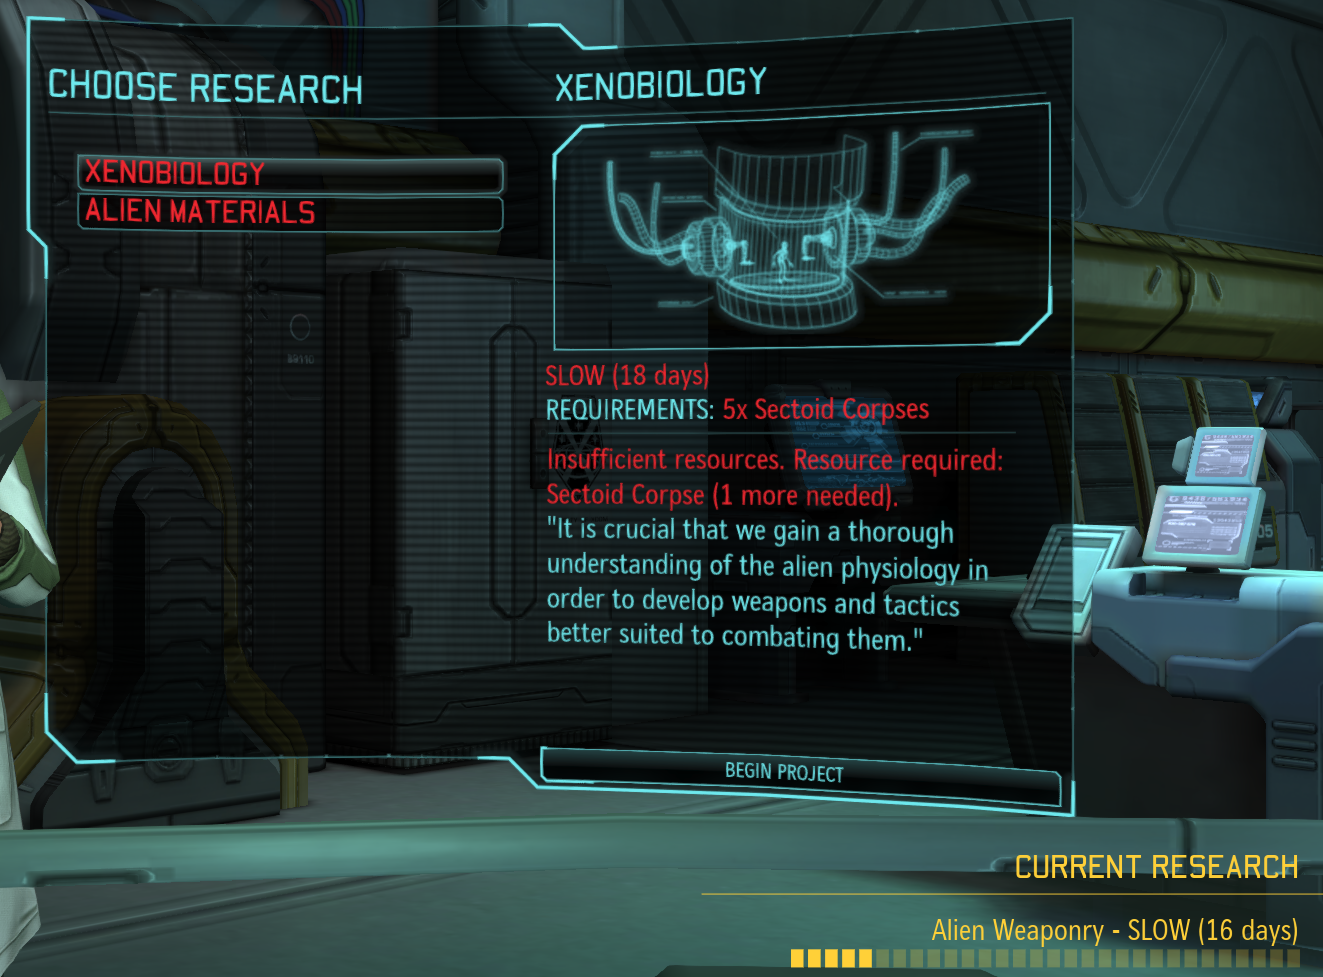 CHOOSE RESEARCH
XENOBIOLOGY
ALIEN MATERIALS
XENOBIOLOGY
SLOW (18 days)
REQUIREMENTS: 5x Sectoid Corpses
Insufficient resources. Resource required:
Sectoid Corpse (1 more needed).
"It is crucial that we gain a thorough
understanding of the alien physiology in
order to develop weapons and tactics
better suited to combating them."
BEGIN PROJECT
CURRENT RESEARCH
Alien Weaponry - SLOW (16 days)